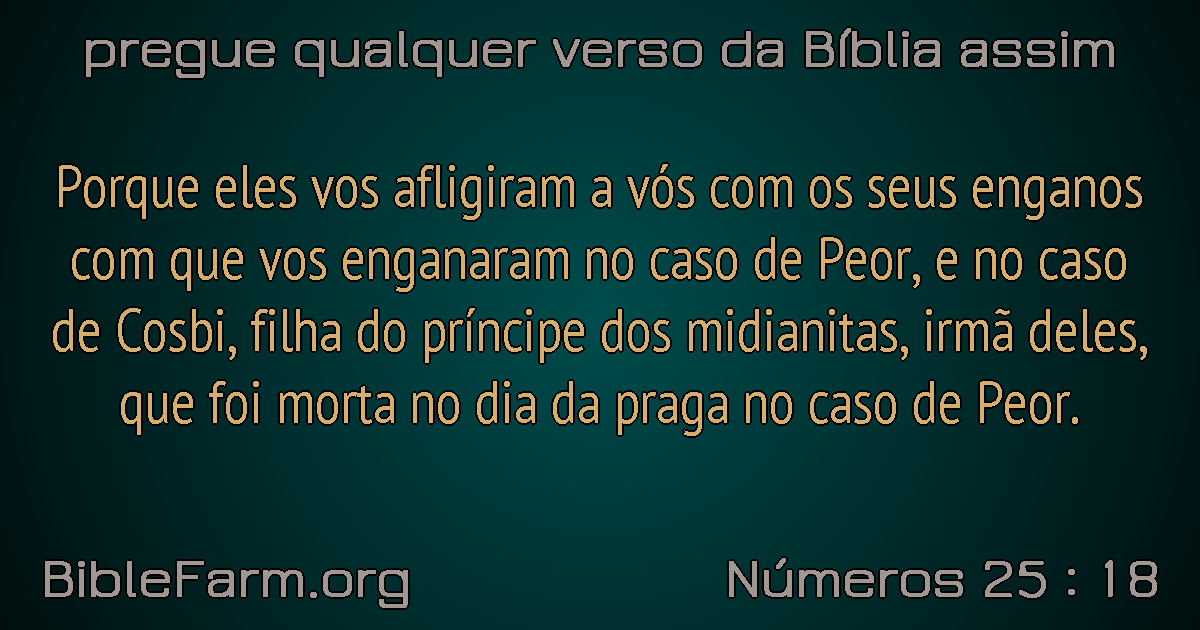 pregue qualquer verso da Bíblia assim
Porque eles vos afligiram a vós com os seus enganos
com que vos enganaram no caso de Peor, e no caso
de Cosbi, filha do príncipe dos midianitas, irmã deles,
que foi morta no dia da praga no caso de Peor.
BibleFarm.org
Números 25 : 18